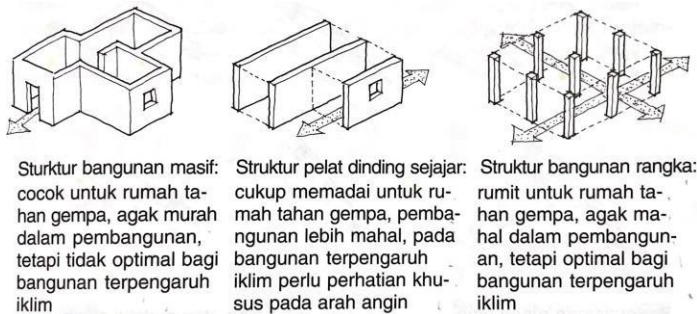 Sturktur bangunan masif:
cocok untuk rumah ta-
han gempa, agak murah
dalam pembangunan,
tetapi tidak optimal bagi
bangunan terpengaruh
iklim
Struktur pelat dinding sejajar:
cukup memadai untuk ru-
mah tahan gempa, pemba-
ngunan lebih mahal, pada
bangunan terpengaruh
iklim perlu perhatian khu-
sus pada arah angin
Struktur bangunan rangka:
rumit untuk rumah ta-
han gempa, agak ma-
hal dalam pembangun-
an, tetapi optimal bagi
bangunan terpengaruh
iklim